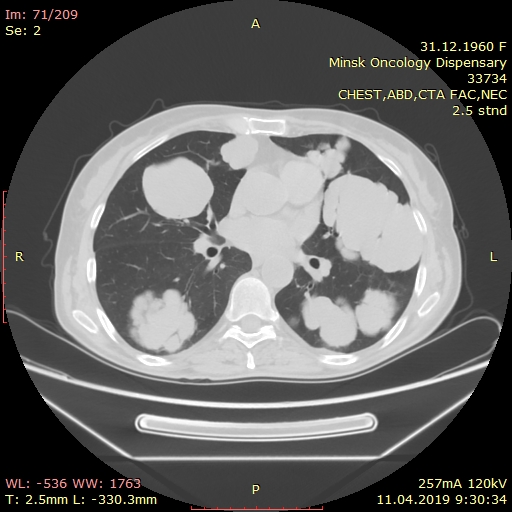 Im: 71/209
Se: 2
A
31.12.1960 F
Minsk Oncology Dispensary
33734
CHEST,ABD,CTA FAC,NEC
2.5 stnd
R
L
WL: -536 WW: 1763
T: 2.5mm L: -330.3mm
P
257mA 120kV
11.04.2019 9:30:34